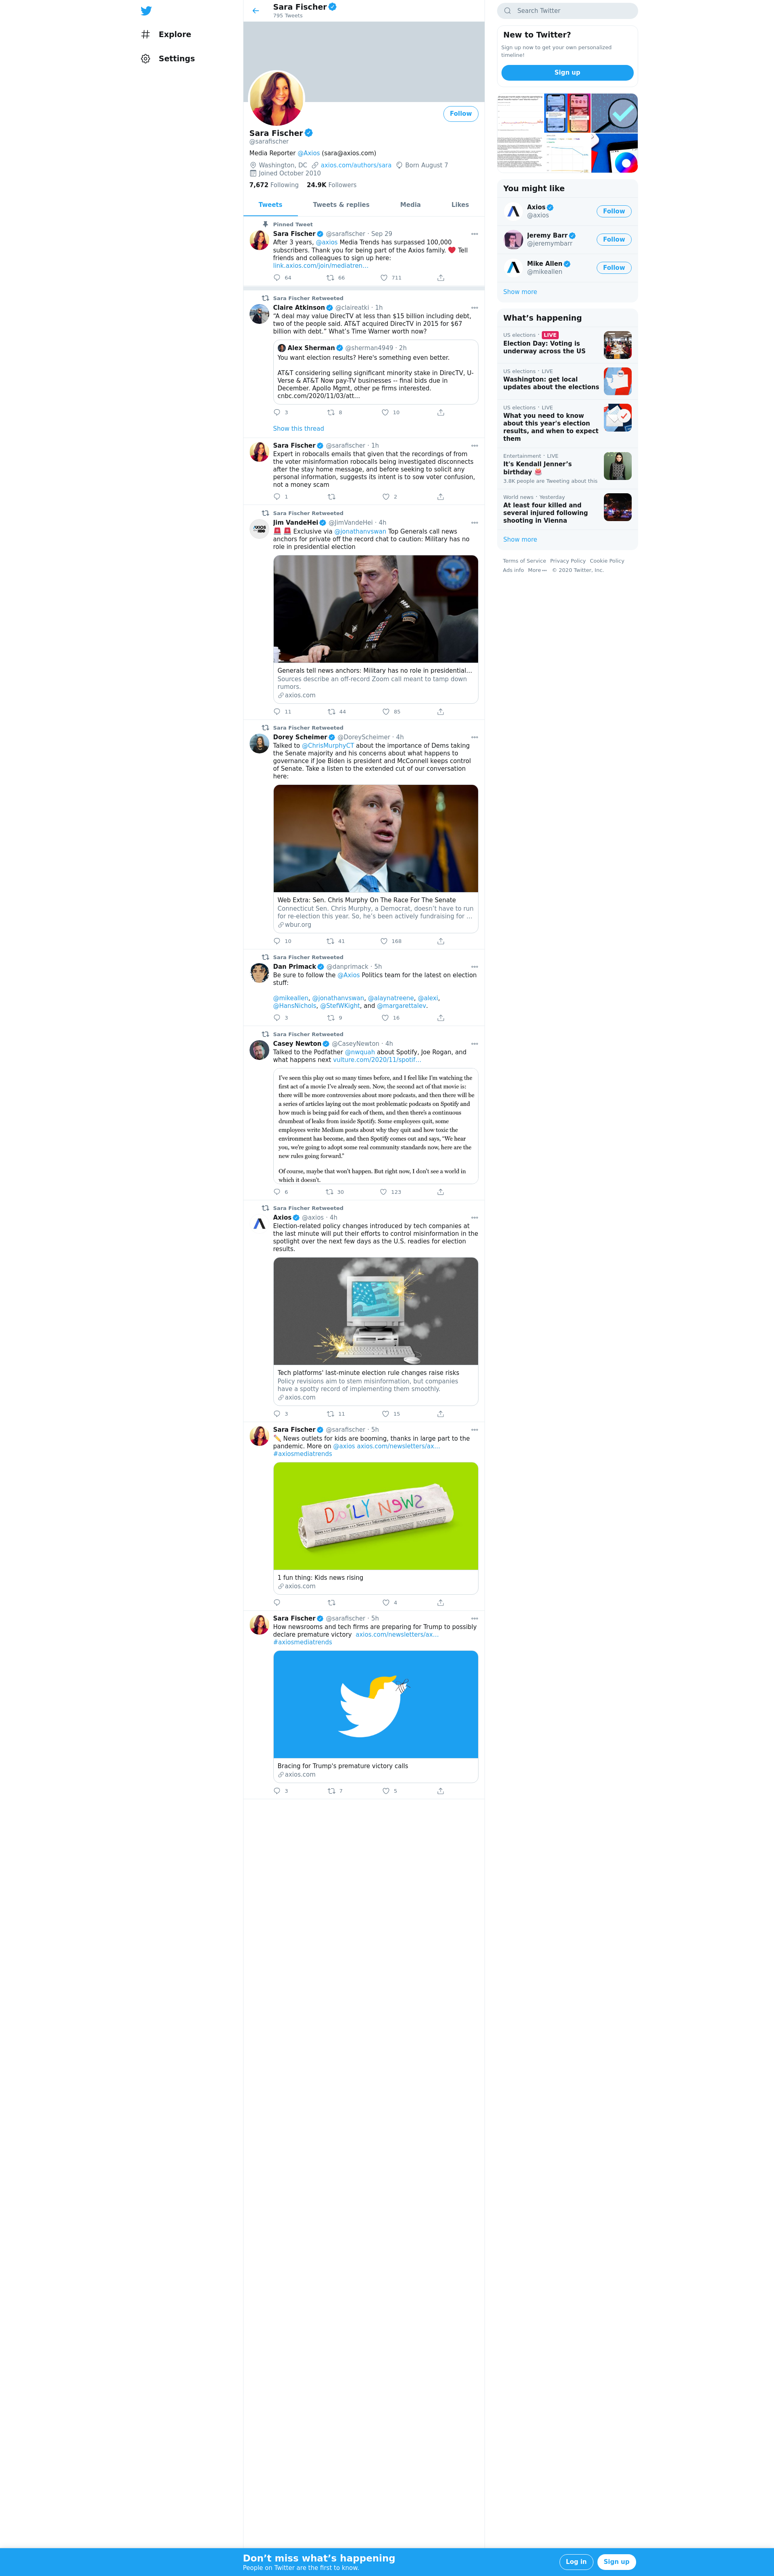 Explore
Settings
Sara Fischer
795 Tweets
Follow
Sara Fischer
@sarafischer
Media Reporter @Axios (sara@axios.com)
Washington, DC axios.com/authors/sara Born August 7
Joined October 2010
7,672 Following 24.9K Followers
Tweets Tweets & replies Media Likes
Pinned Tweet
Sara Fischer @sarafischer · Sep 29
After 3 years, @axios Media Trends has surpassed 100,000
subscribers. Thank you for being part of the Axios family. ❤️ Tell
friends and colleagues to sign up here:
link.axios.com/join/mediatren…
64 66 711
Sara Fischer Retweeted
Claire Atkinson @claireatki · 1h
“A deal may value DirecTV at less than $15 billion including debt,
two of the people said. AT&T acquired DirecTV in 2015 for $67
billion with debt.” What’s Time Warner worth now?
Alex Sherman @sherman4949 · 2h
You want election results? Here's something even better.
AT&T considering selling significant minority stake in DirecTV, U-
Verse & AT&T Now pay-TV businesses -- final bids due in
December. Apollo Mgmt, other pe firms interested.
cnbc.com/2020/11/03/att…
3 8 10
Show this thread
Sara Fischer @sarafischer · 1h
Expert in robocalls emails that given that the recordings of from
the voter misinformation robocalls being investigated disconnects
after the stay home message, and before seeking to solicit any
personal information, suggests its intent is to sow voter confusion,
not a money scam
1 2
Sara Fischer Retweeted
Jim VandeHei @JimVandeHei · 4h
🚨 🚨 Exclusive via @jonathanvswan Top Generals call news
anchors for private off the record chat to caution: Military has no
role in presidential election
Generals tell news anchors: Military has no role in presidential…
Sources describe an off-record Zoom call meant to tamp down
rumors.
axios.com
11 44 85
Sara Fischer Retweeted
Dorey Scheimer @DoreyScheimer · 4h
Talked to @ChrisMurphyCT about the importance of Dems taking
the Senate majority and his concerns about what happens to
governance if Joe Biden is president and McConnell keeps control
of Senate. Take a listen to the extended cut of our conversation
here:
Web Extra: Sen. Chris Murphy On The Race For The Senate
Connecticut Sen. Chris Murphy, a Democrat, doesn’t have to run
for re-election this year. So, he’s been actively fundraising for …
wbur.org
10 41 168
Sara Fischer Retweeted
Dan Primack @danprimack · 5h
Be sure to follow the @Axios Politics team for the latest on election
stuff:
@mikeallen, @jonathanvswan, @alaynatreene, @alexi,
@HansNichols, @StefWKight, and @margarettalev.
3 9 16
Sara Fischer Retweeted
Casey Newton @CaseyNewton · 4h
Talked to the Podfather @nwquah about Spotify, Joe Rogan, and
what happens next vulture.com/2020/11/spotif…
I’ve seen this play out so many times before, and I feel like I’m watching the
first act of a movie I’ve already seen. Now, the second act of that movie is:
there will be more controversies about more podcasts, and then there will be
a series of articles laying out the most problematic podcasts on Spotify and
how much is being paid for each of them, and then there’s a continuous
drumbeat of leaks from inside Spotify. Some employees quit, some
employees write Medium posts about why they quit and how toxic the
environment has become, and then Spotify comes out and says, “We hear
you, we’re going to adopt some real community standards now, here are the
new rules going forward.”
Of course, maybe that won’t happen. But right now, I don’t see a world in
which it doesn’t.
6 30 123
Sara Fischer Retweeted
Axios @axios · 4h
Election-related policy changes introduced by tech companies at
the last minute will put their efforts to control misinformation in the
spotlight over the next few days as the U.S. readies for election
results.
Tech platforms' last-minute election rule changes raise risks
Policy revisions aim to stem misinformation, but companies
have a spotty record of implementing them smoothly.
axios.com
3 11 15
Sara Fischer @sarafischer · 5h
✏️ News outlets for kids are booming, thanks in large part to the
pandemic. More on @axios axios.com/newsletters/ax…
#axiosmediatrends
DAILY NEWS
1 fun thing: Kids news rising
axios.com
4
Sara Fischer @sarafischer · 5h
How newsrooms and tech firms are preparing for Trump to possibly
declare premature victory axios.com/newsletters/ax…
#axiosmediatrends
Bracing for Trump's premature victory calls
axios.com
3 7 5
Search Twitter
New to Twitter?
Sign up now to get your own personalized
timeline!
Sign up
You might like
Axios
@axios
Follow
Jeremy Barr
@jeremymbarr
Follow
Mike Allen
@mikeallen
Follow
Show more
What’s happening
US elections · LIVE
Election Day: Voting is
underway across the US
US elections · LIVE
Washington: get local
updates about the elections
US elections · LIVE
What you need to know
about this year's election
results, and when to expect
them
Entertainment · LIVE
It's Kendall Jenner’s
birthday 🎂
3.8K people are Tweeting about this
World news · Yesterday
At least four killed and
several injured following
shooting in Vienna
Show more
Terms of Service Privacy Policy Cookie Policy
Ads info More ··· © 2020 Twitter, Inc.
Don’t miss what’s happening
People on Twitter are the first to know.
Log in Sign up